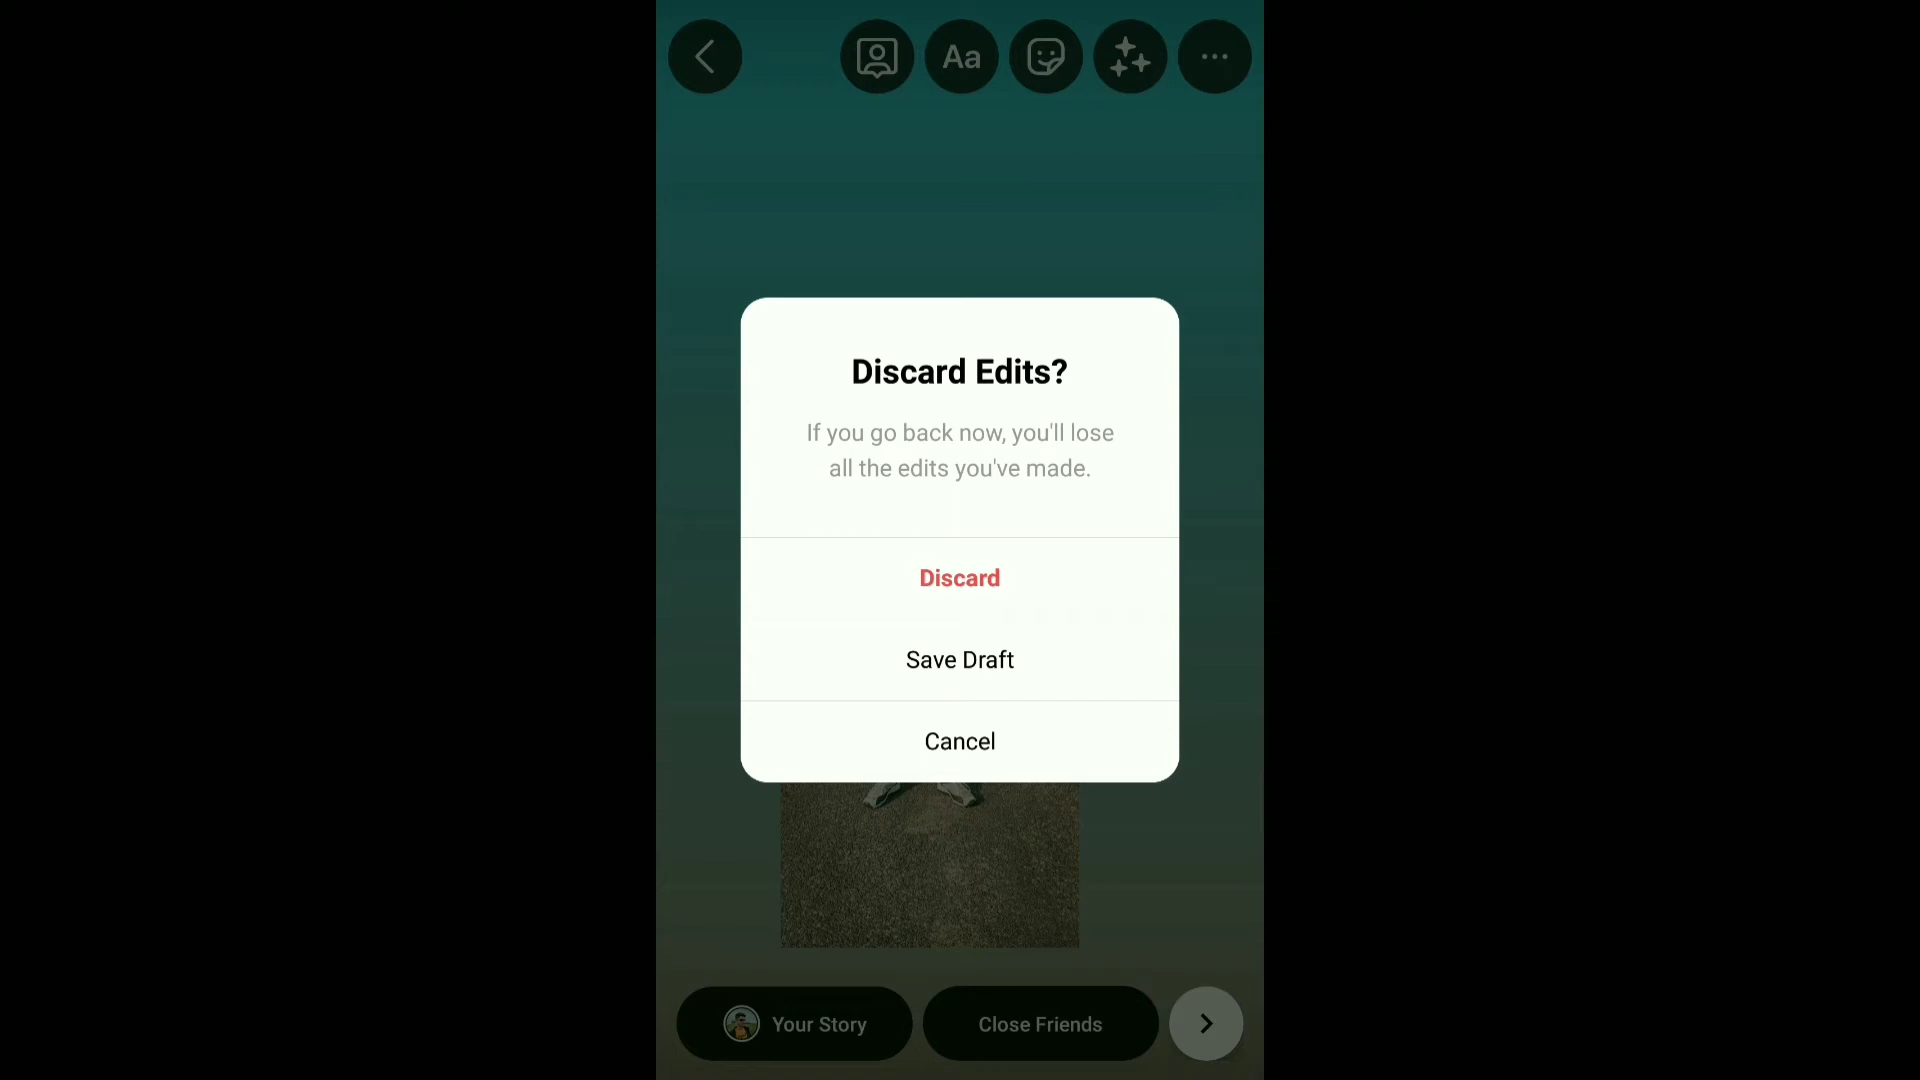 Aa
Discard Edits?
If you go back now, you'll lose
all the edits you've made.
Discard
Save Draft
Cancel
Your Story
Close Friends